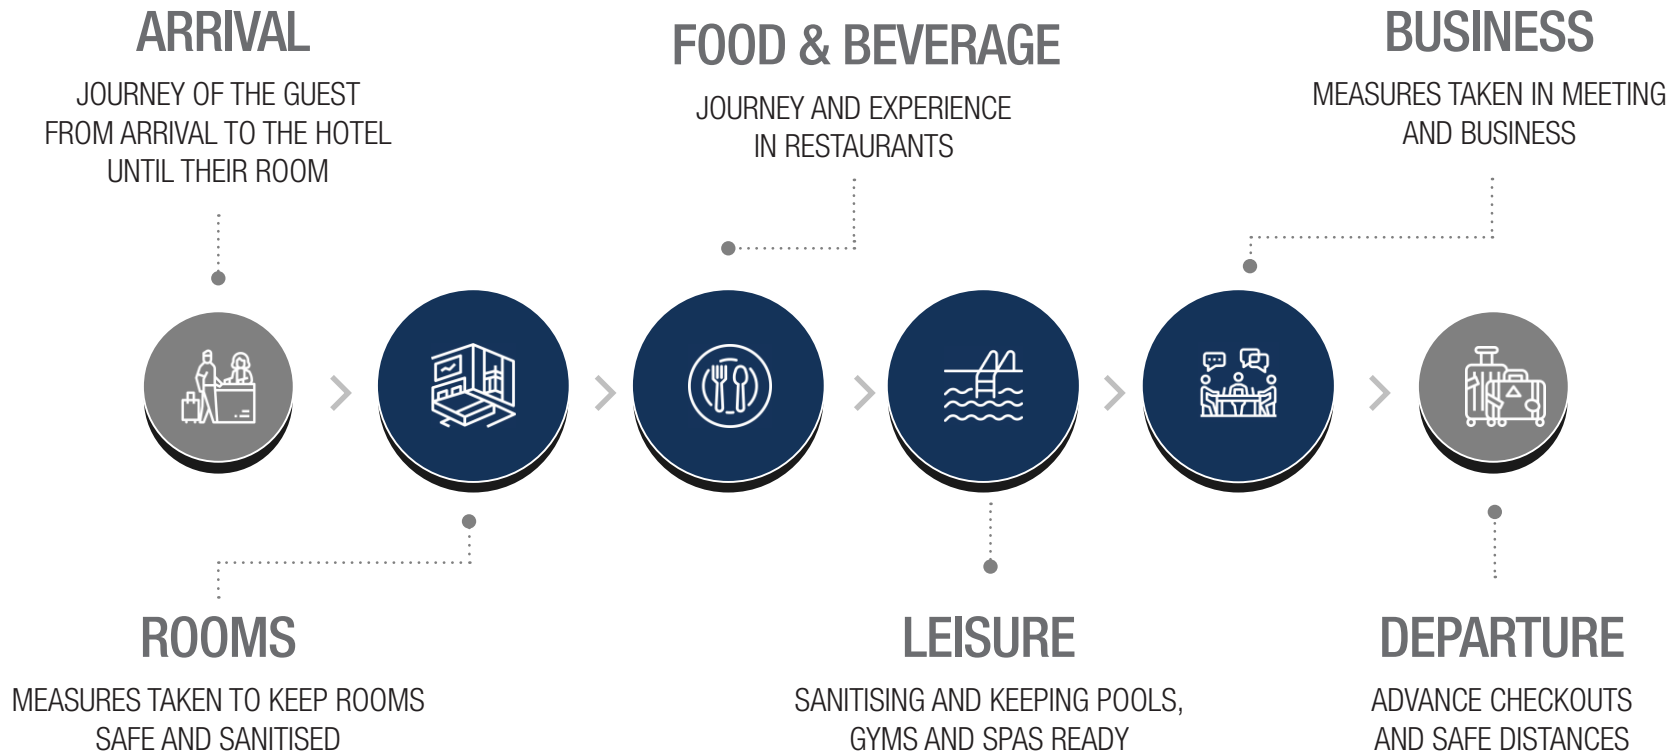 ARRIVAL
JOURNEY OF THE GUEST
FROM ARRIVAL TO THE HOTEL
UNTIL THEIR ROOM
FOOD & BEVERAGE
JOURNEY AND EXPERIENCE
IN RESTAURANTS
BUSINESS
MEASURES TAKEN IN MEETING
AND BUSINESS
ROOMS
MEASURES TAKEN TO KEEP ROOMS
SAFE AND SANITISED
LEISURE
SANITISING AND KEEPING POOLS,
GYMS AND SPAS READY
DEPARTURE
ADVANCE CHECKOUTS
AND SAFE DISTANCES